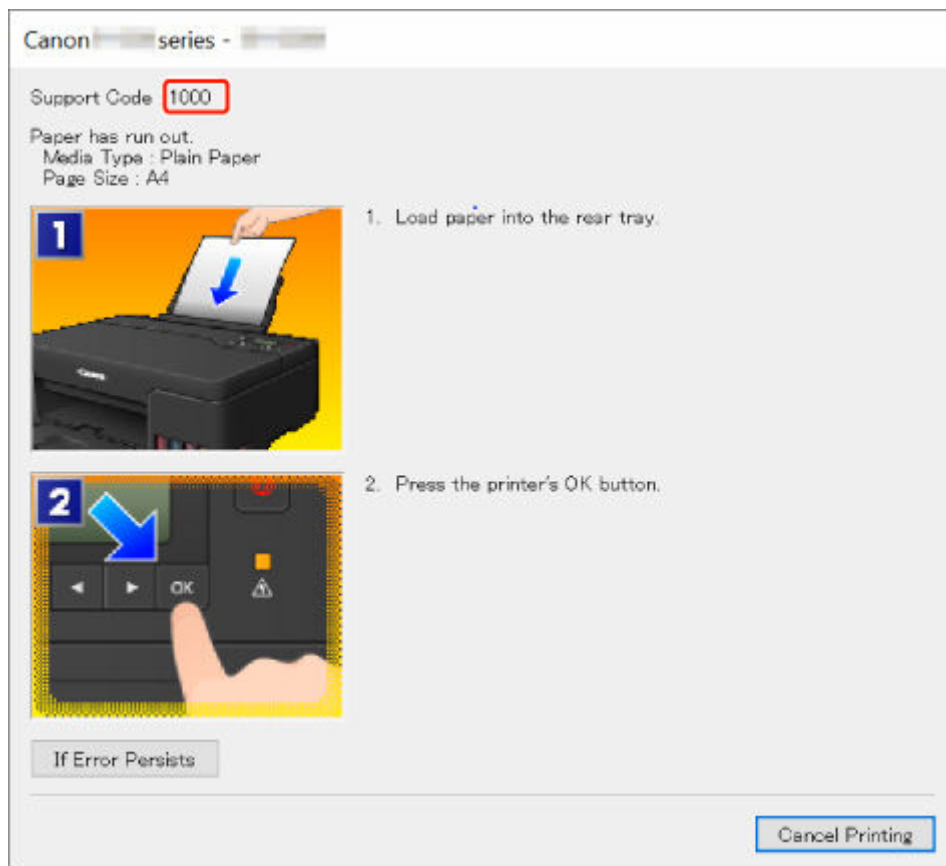 Canon series -
Support Code 1000
Paper has run out.
Media Type : Plain Paper
Page Size : A4
1
1. Load paper into the rear tray.
Canon
2
2. Press the printer's OK button.
OK
If Error Persists
Cancel Printing